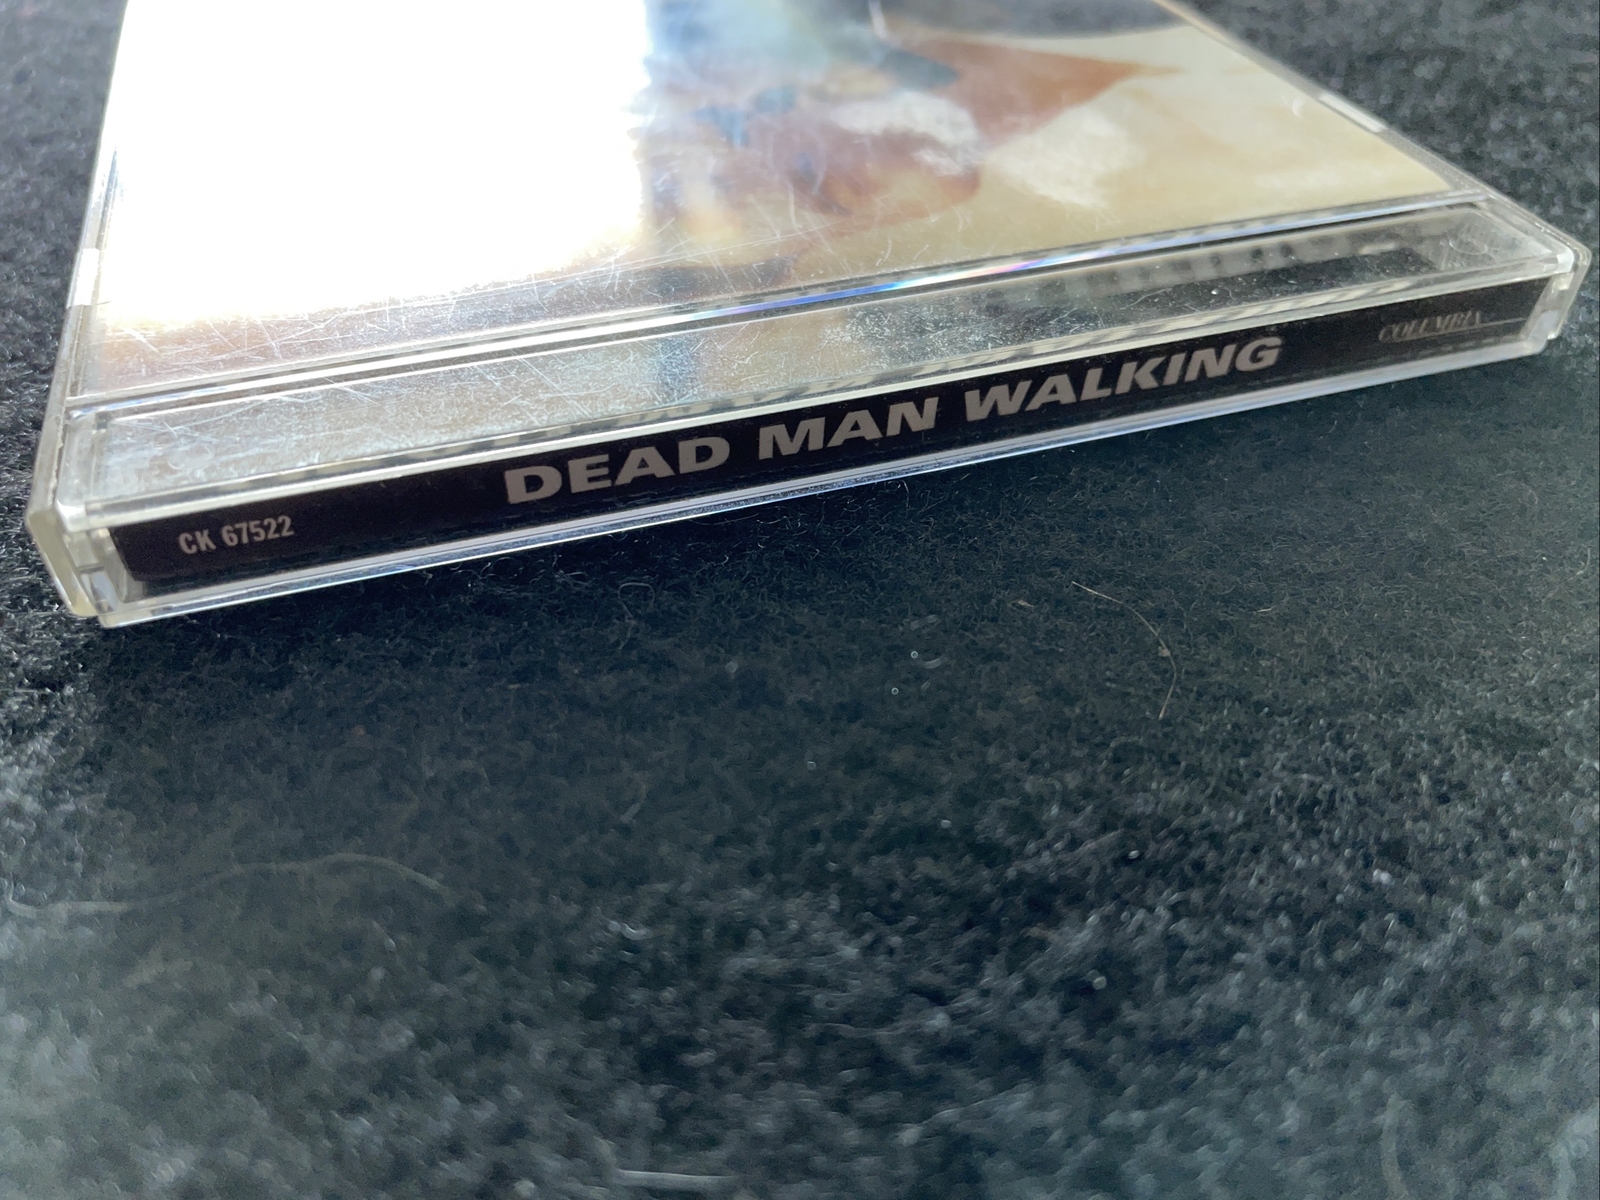 CK 67522
DEAD MAN WALKING
COLUMBIA